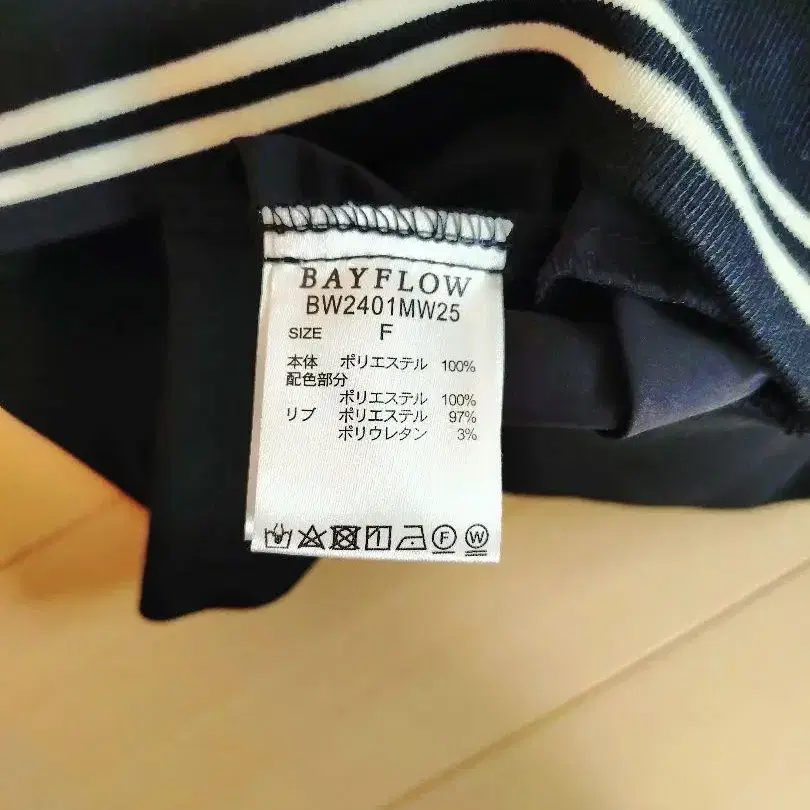 BAYFLOW
BW2401MW25
SIZE F
本体 ポリエステル 100%
配色部分
ポリエステル 100%
リブ ポリエステル 97%
ポリウレタン 3%
F W